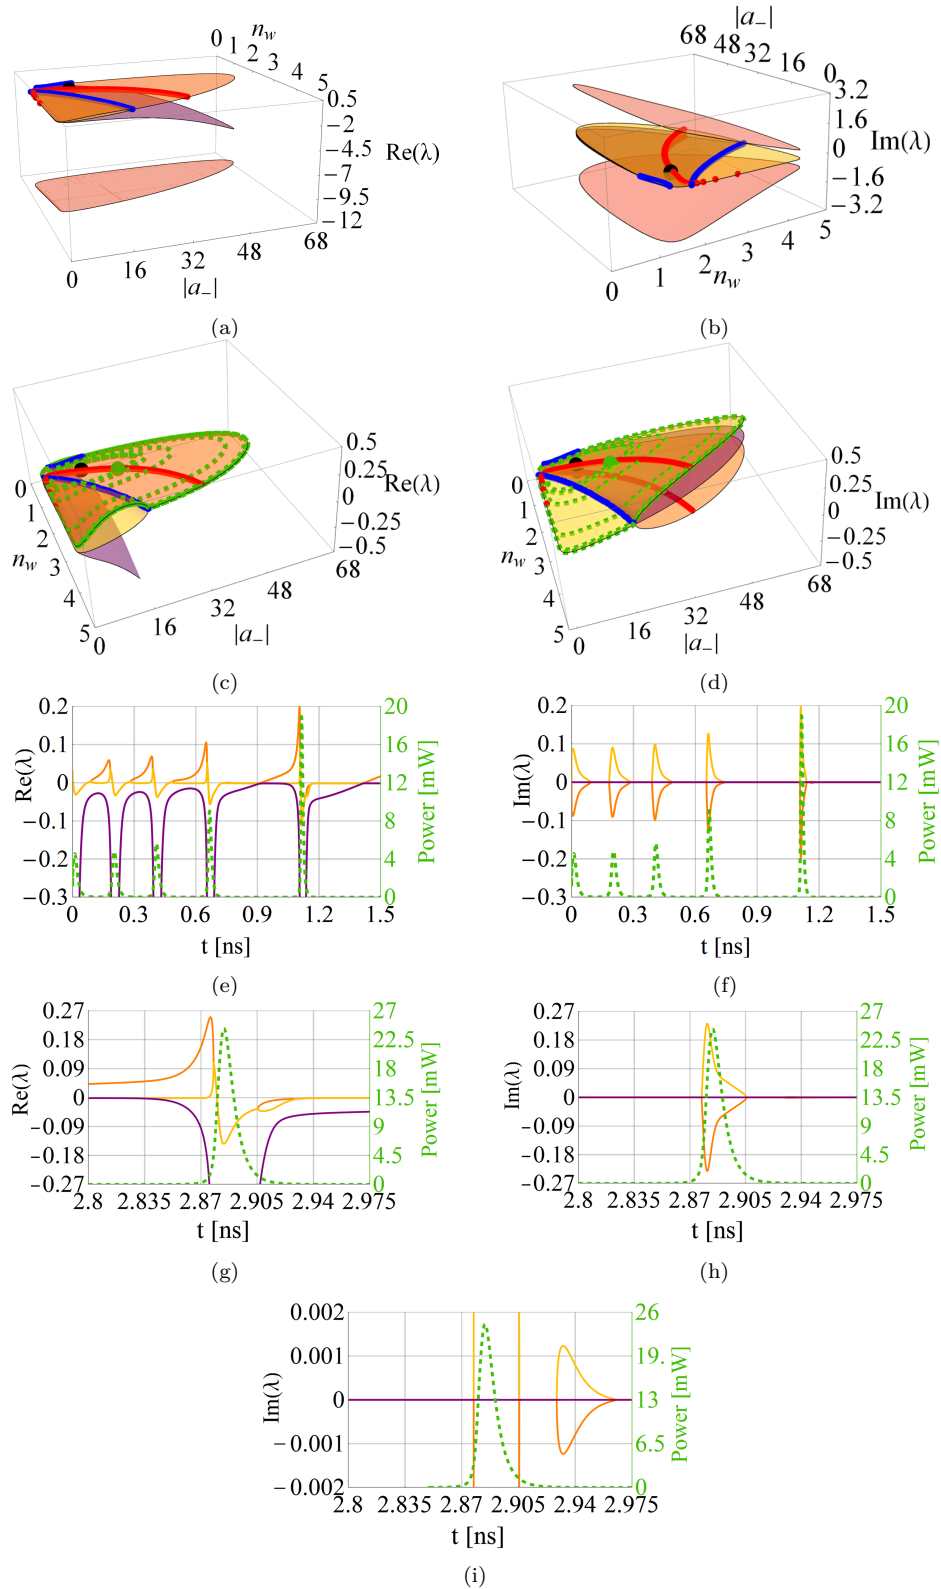 0 1 2 3 4 5
n_w
0.5
−2
−4.5
−7
−9.5
−12
Re(λ)
0 16 32 48 68
|a₋|
(a)
|a₋|
68 48 32 16 0
3.2
1.6
0
−1.6
−3.2
Im(λ)
0 1 2 3 4 5
n_w
(b)
0.5
0.25
0
−0.25
−0.5
Re(λ)
0 1 2 3 4 5
n_w
0 16 32 48 68
|a₋|
(c)
0.5
0.25
0
−0.25
−0.5
Im(λ)
0 1 2 3 4 5
n_w
0 16 32 48 68
|a₋|
(d)
0.2
0.1
0
−0.1
−0.2
−0.3
Re(λ)
20
16
12
8
4
0
Power [mW]
0 0.3 0.6 0.9 1.2 1.5
t [ns]
(e)
0.2
0.1
0
−0.1
−0.2
−0.3
Im(λ)
20
16
12
8
4
0
Power [mW]
0 0.3 0.6 0.9 1.2 1.5
t [ns]
(f)
0.27
0.18
0.09
0
−0.09
−0.18
−0.27
Re(λ)
27
22.5
18
13.5
9
4.5
0
Power [mW]
2.8 2.835 2.87 2.905 2.94 2.975
t [ns]
(g)
0.27
0.18
0.09
0
−0.09
−0.18
−0.27
Im(λ)
27
22.5
18
13.5
9
4.5
0
Power [mW]
2.8 2.835 2.87 2.905 2.94 2.975
t [ns]
(h)
0.002
0.001
0
−0.001
−0.002
Im(λ)
26
19.
13
6.5
0
Power [mW]
2.8 2.835 2.87 2.905 2.94 2.975
t [ns]
(i)